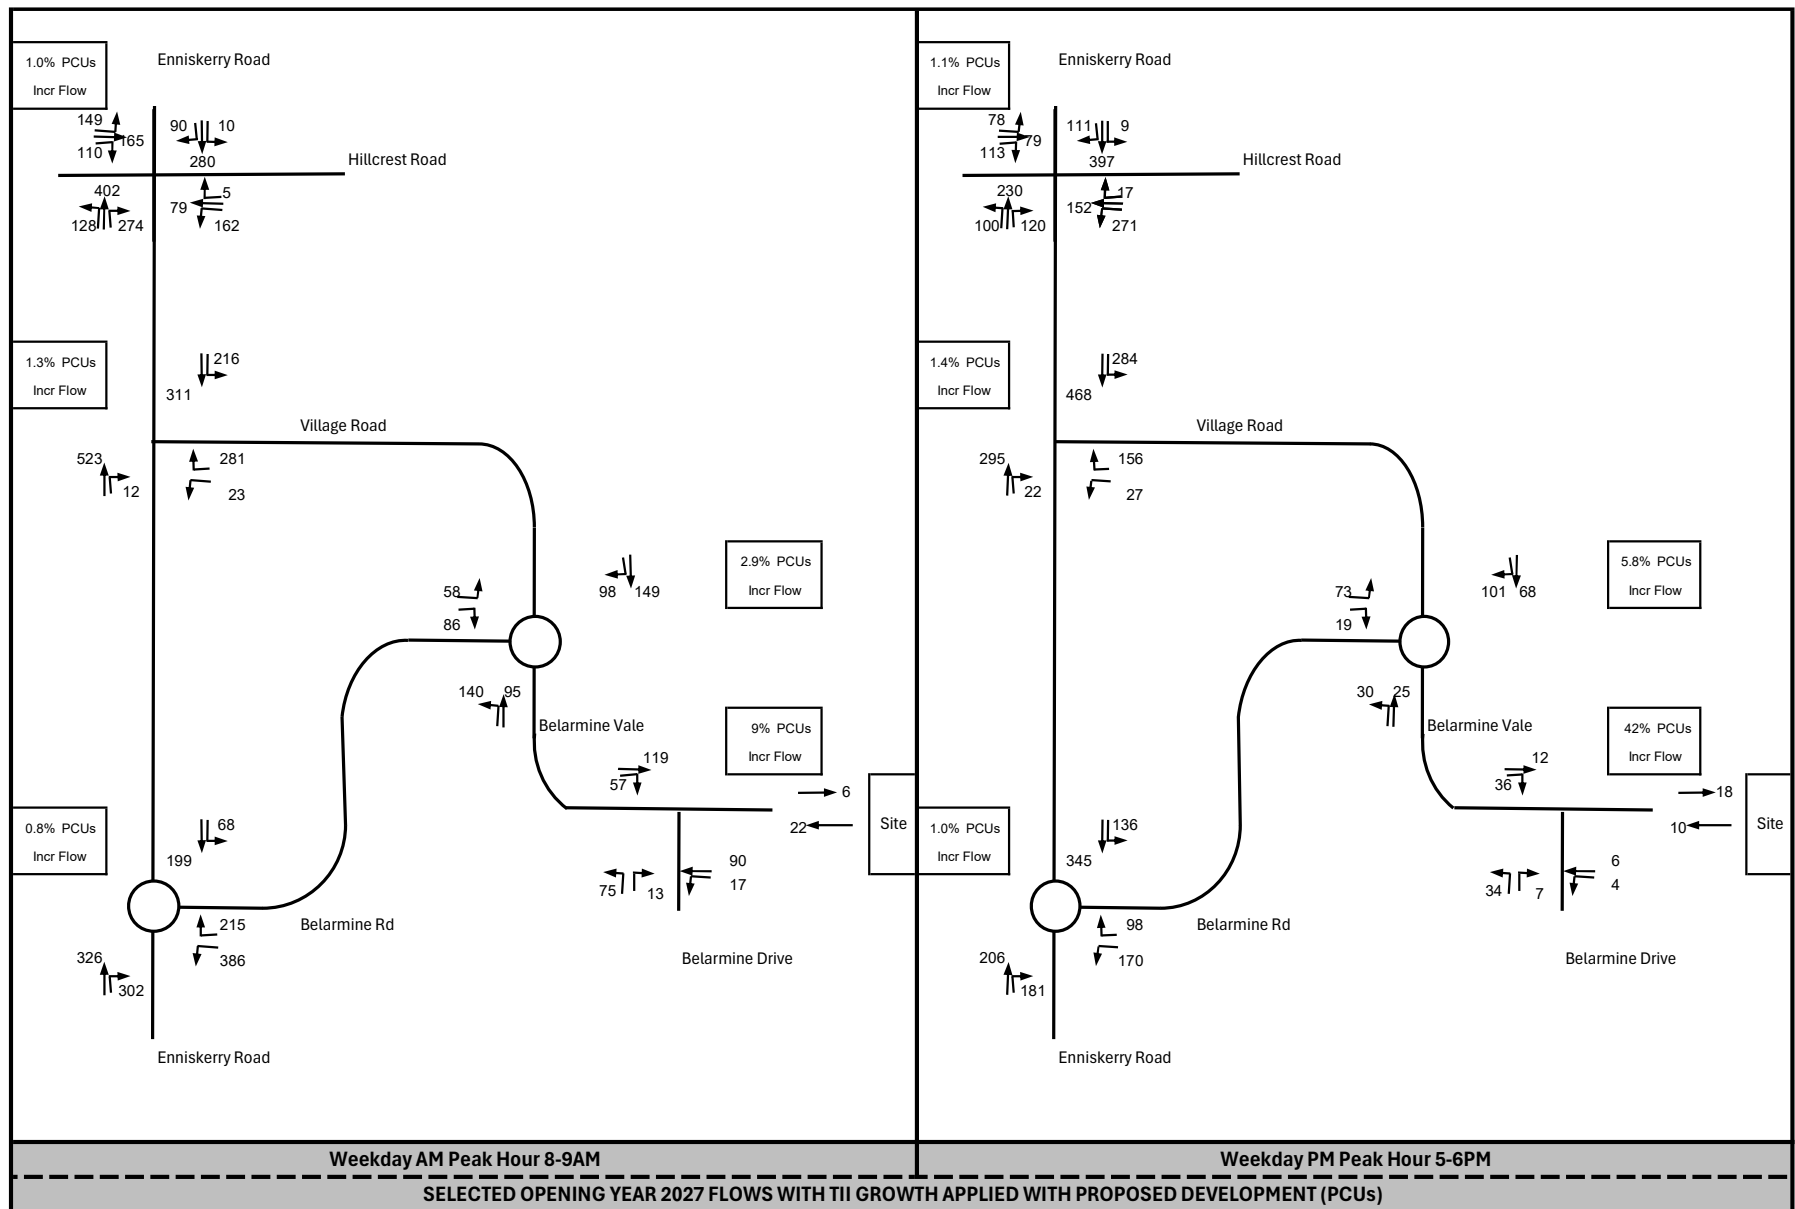 1.0% PCUs
Incr Flow
Enniskerry Road
149
165
110
90
10
280
Hillcrest Road
402
128
274
5
79
162
1.3% PCUs
Incr Flow
216
311
Village Road
523
12
281
23
2.9% PCUs
Incr Flow
98
149
58
86
140
95
Belarmine Vale
9% PCUs
Incr Flow
119
57
6
22
Site
0.8% PCUs
Incr Flow
68
199
90
17
75
13
215
386
Belarmine Rd
Belarmine Drive
326
302
Enniskerry Road
Weekday AM Peak Hour 8-9AM
1.1% PCUs
Incr Flow
Enniskerry Road
78
79
113
111
9
397
Hillcrest Road
230
100
120
17
152
271
1.4% PCUs
Incr Flow
284
468
Village Road
295
22
156
27
5.8% PCUs
Incr Flow
101
68
73
19
30
25
Belarmine Vale
42% PCUs
Incr Flow
12
36
18
10
Site
1.0% PCUs
Incr Flow
136
345
6
4
34
7
98
170
Belarmine Rd
Belarmine Drive
206
181
Enniskerry Road
Weekday PM Peak Hour 5-6PM
SELECTED OPENING YEAR 2027 FLOWS WITH TII GROWTH APPLIED WITH PROPOSED DEVELOPMENT (PCUs)